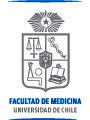 FACULTAD DE MEDICINA
UNIVERSIDAD DE CHILE